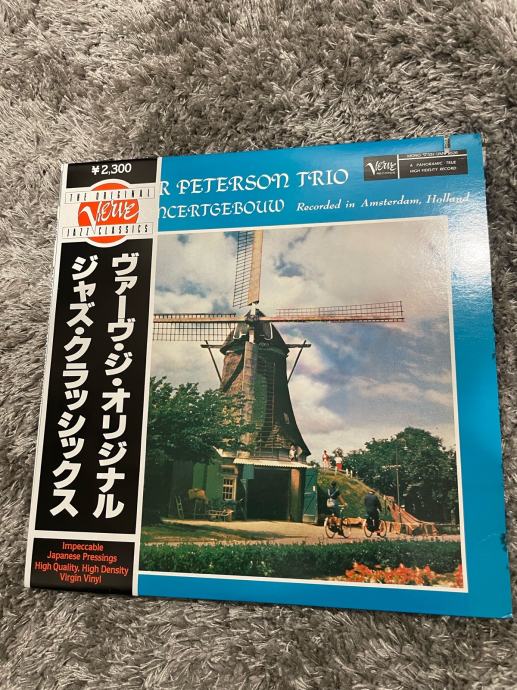 ¥2,300
THE ORIGINAL
Verve
JAZZ CLASSICS
ヴァーヴ・ジ・オリジナル
ジャズ・クラッシックス
Impeccable
Japanese Pressings
High Quality, High Density
Virgin Vinyl
R PETERSON TRIO
NCERTGEBOUW Recorded in Amsterdam, Holland
Verve
A PANORAMIC TRUE
HIGH FIDELITY RECORD